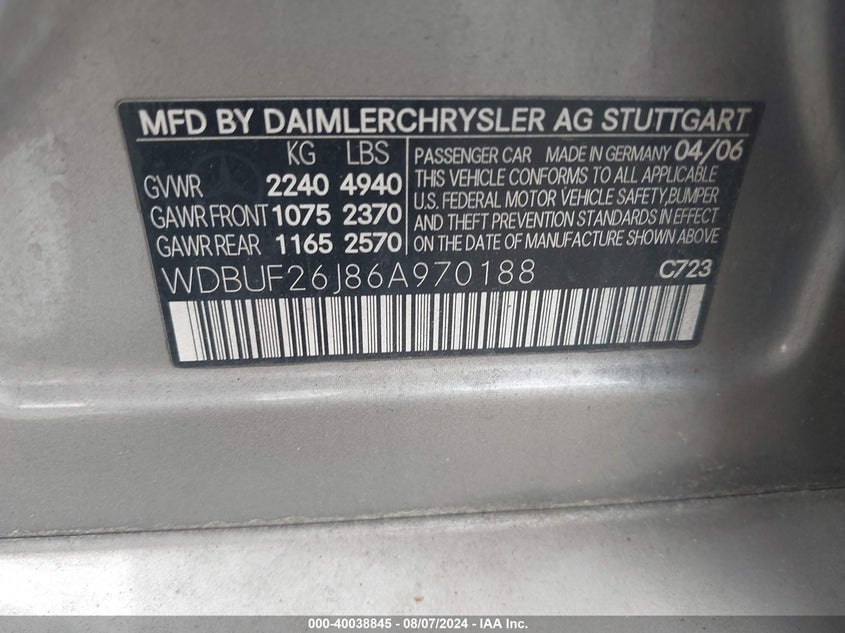 MFD BY DAIMLERCHRYSLER AG STUTTGART
KG LBS
GVWR 2240 4940
GAWR FRONT 1075 2370
GAWR REAR 1165 2570
PASSENGER CAR MADE IN GERMANY 04/06
THIS VEHICLE CONFORMS TO ALL APPLICABLE
U.S. FEDERAL MOTOR VEHICLE SAFETY,BUMPER
AND THEFT PREVENTION STANDARDS IN EFFECT
ON THE DATE OF MANUFACTURE SHOWN ABOVE.
WDBUF26J86A970188 C723
000-40038845 - 08/07/2024 - IAA Inc.